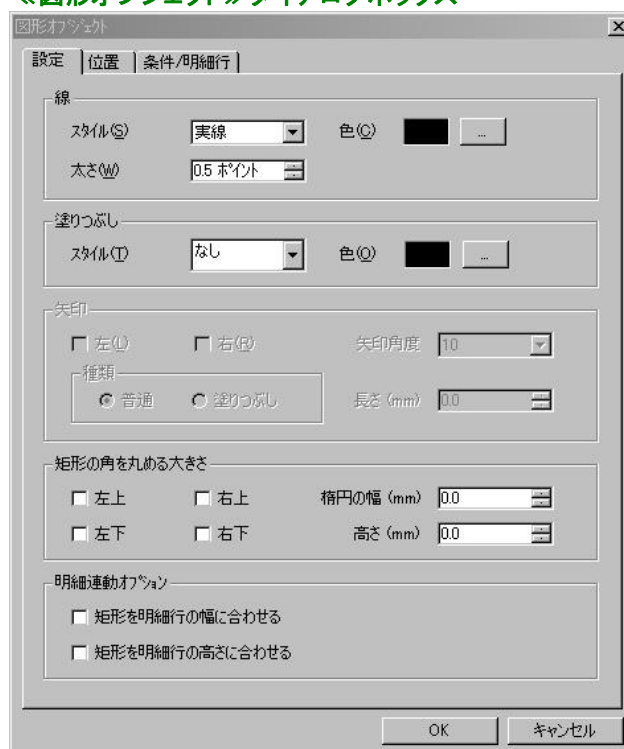 ≪図形オブジェクト≫ダイアログボックス
図形オブジェクト
設定 位置 条件/明細行
線
スタイル(S) 実線 色(C) ...
太さ(W) 0.5 ポイント
塗りつぶし
スタイル(T) なし 色(O) ...
矢印
左(L) 右(R) 矢印角度 10
種類
普通 塗りつぶし 長さ (mm) 0.0
矩形の角を丸める大きさ
左上 右上 楕円の幅 (mm) 0.0
左下 右下 高さ (mm) 0.0
明細連動オプション
矩形を明細行の幅に合わせる
矩形を明細行の高さに合わせる
OK キャンセル